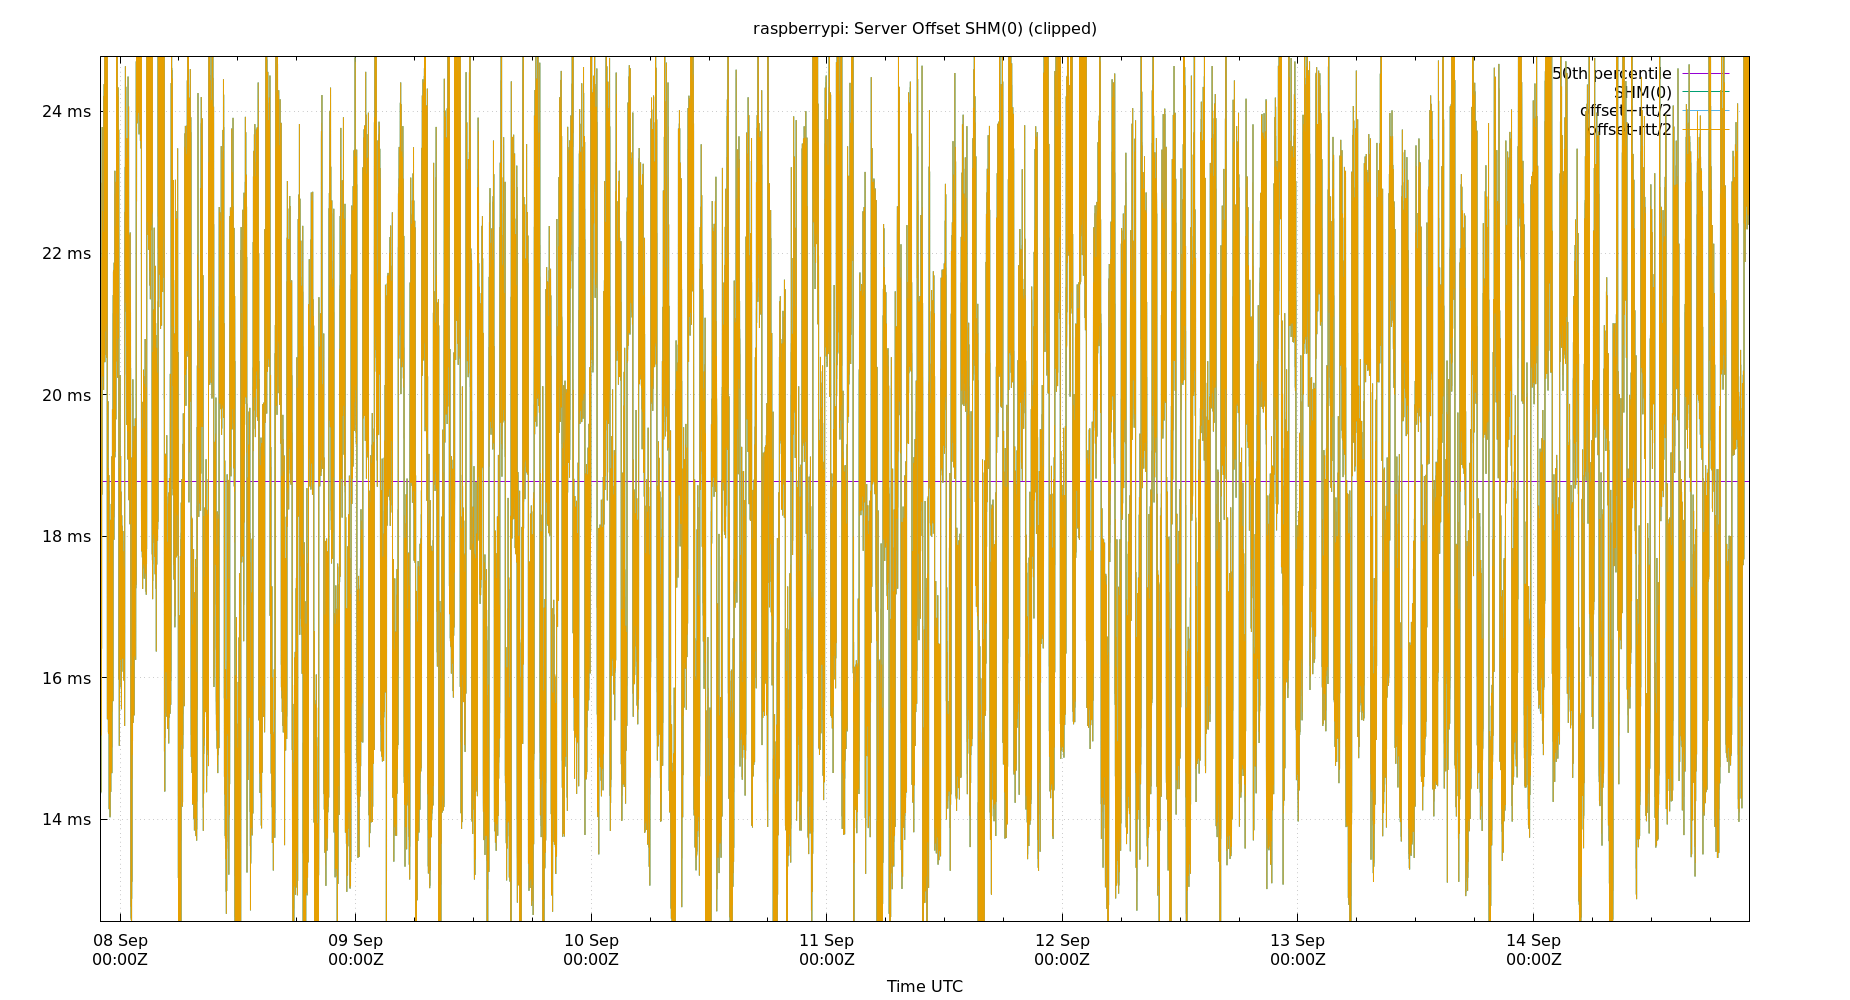 raspberrypi: Server Offset SHM(0) (clipped)
50th percentile
SHM(0)
offset+rtt/2
offset-rtt/2
24 ms
22 ms
20 ms
18 ms
16 ms
14 ms
08 Sep 09 Sep 10 Sep 11 Sep 12 Sep 13 Sep 14 Sep
00:00Z 00:00Z 00:00Z 00:00Z 00:00Z 00:00Z 00:00Z
Time UTC